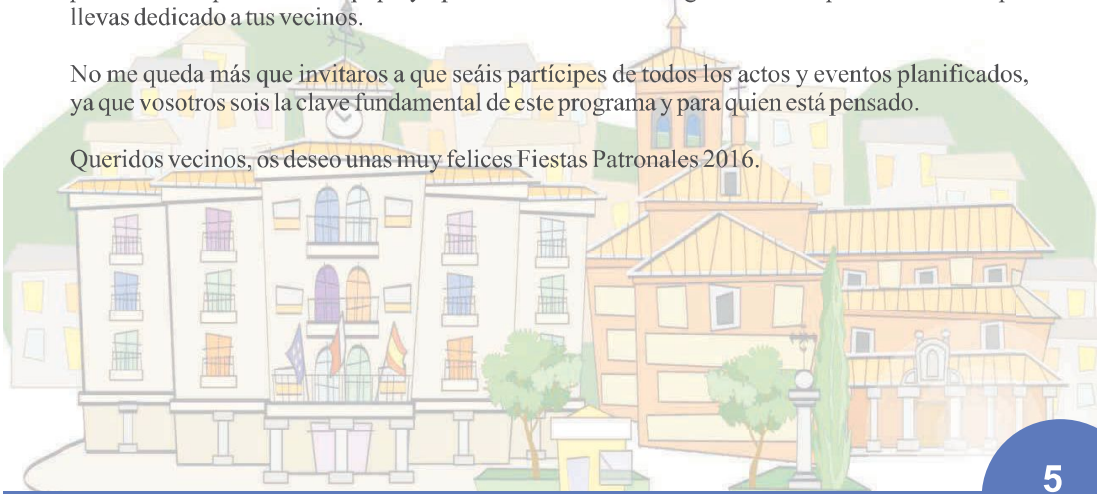 llevas dedicado a tus vecinos.
No me queda más que invitaros a que seáis partícipes de todos los actos y eventos planificados,
ya que vosotros sois la clave fundamental de este programa y para quien está pensado.
Queridos vecinos, os deseo unas muy felices Fiestas Patronales 2016.
5